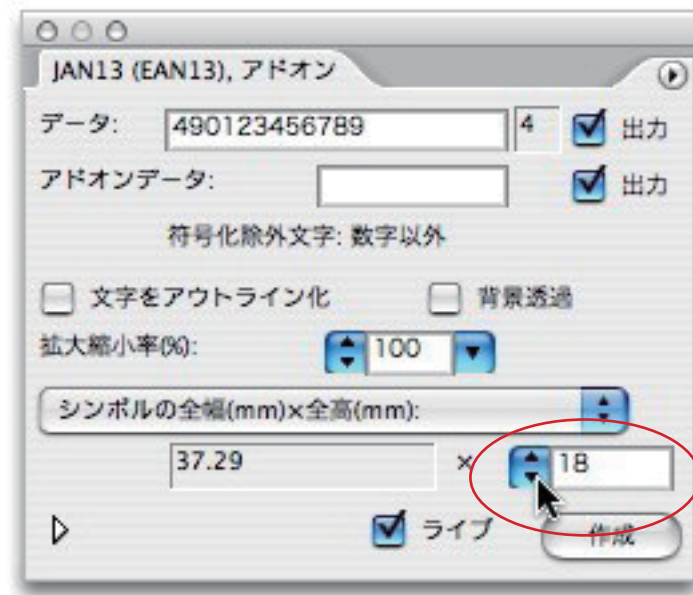 JAN13 (EAN13), アドオン
データ: 490123456789 4 出力
アドオンデータ: 出力
符号化除外文字: 数字以外
文字をアウトライン化 背景透過
拡大縮小率(%): 100
シンボルの全幅(mm)×全高(mm):
37.29 × 18
ライブ 作成